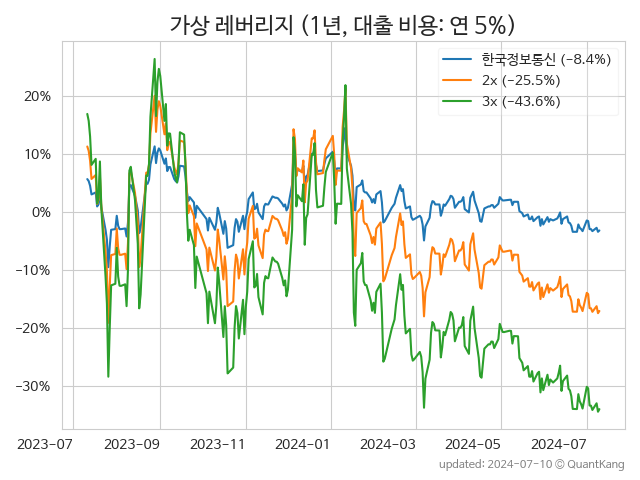 가상 레버리지 (1년, 대출 비용: 연 5%)
한국정보통신 (−8.4%)
2x (−25.5%)
3x (−43.6%)
20%
10%
0%
−10%
−20%
−30%
2023-07 2023-09 2023-11 2024-01 2024-03 2024-05 2024-07
updated: 2024-07-10 © QuantKang